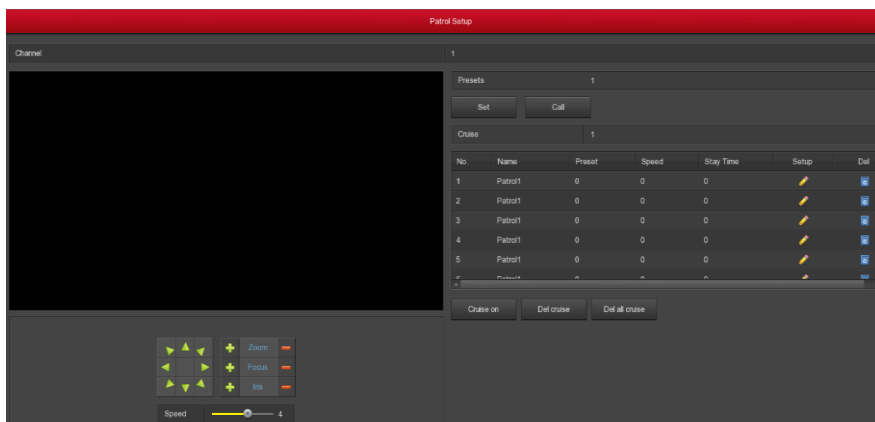 Patrol Setup
Channel 1
Presets 1
Set Call
Cruise 1
No. Name Preset Speed Stay Time Setup Del
1 Patrol1 0 0 0
2 Patrol1 0 0 0
3 Patrol1 0 0 0
4 Patrol1 0 0 0
5 Patrol1 0 0 0
Cruise on Del cruise Del all cruise
Zoom
Focus
Iris
Speed 4